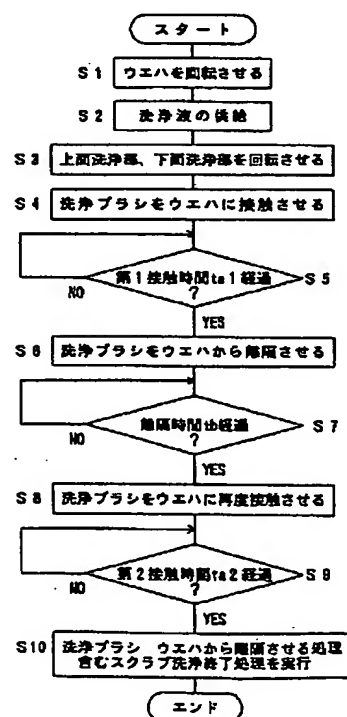 スタート
S1 ウエハを回転させる
S2 洗浄液の供給
S3 上面洗浄部、下面洗浄部を回転させる
S4 洗浄ブラシをウエハに接触させる
第1接触時間ta1経過
?
S5
NO
YES
S6 洗浄ブラシをウエハから離隔させる
離隔時間tb経過
?
S7
NO
YES
S8 洗浄ブラシをウエハに再度接触させる
第2接触時間ta2経過
?
S9
NO
YES
S10 洗浄ブラシ ウエハから離隔させる処理
含むスクラブ洗浄終了処理を実行
エンド